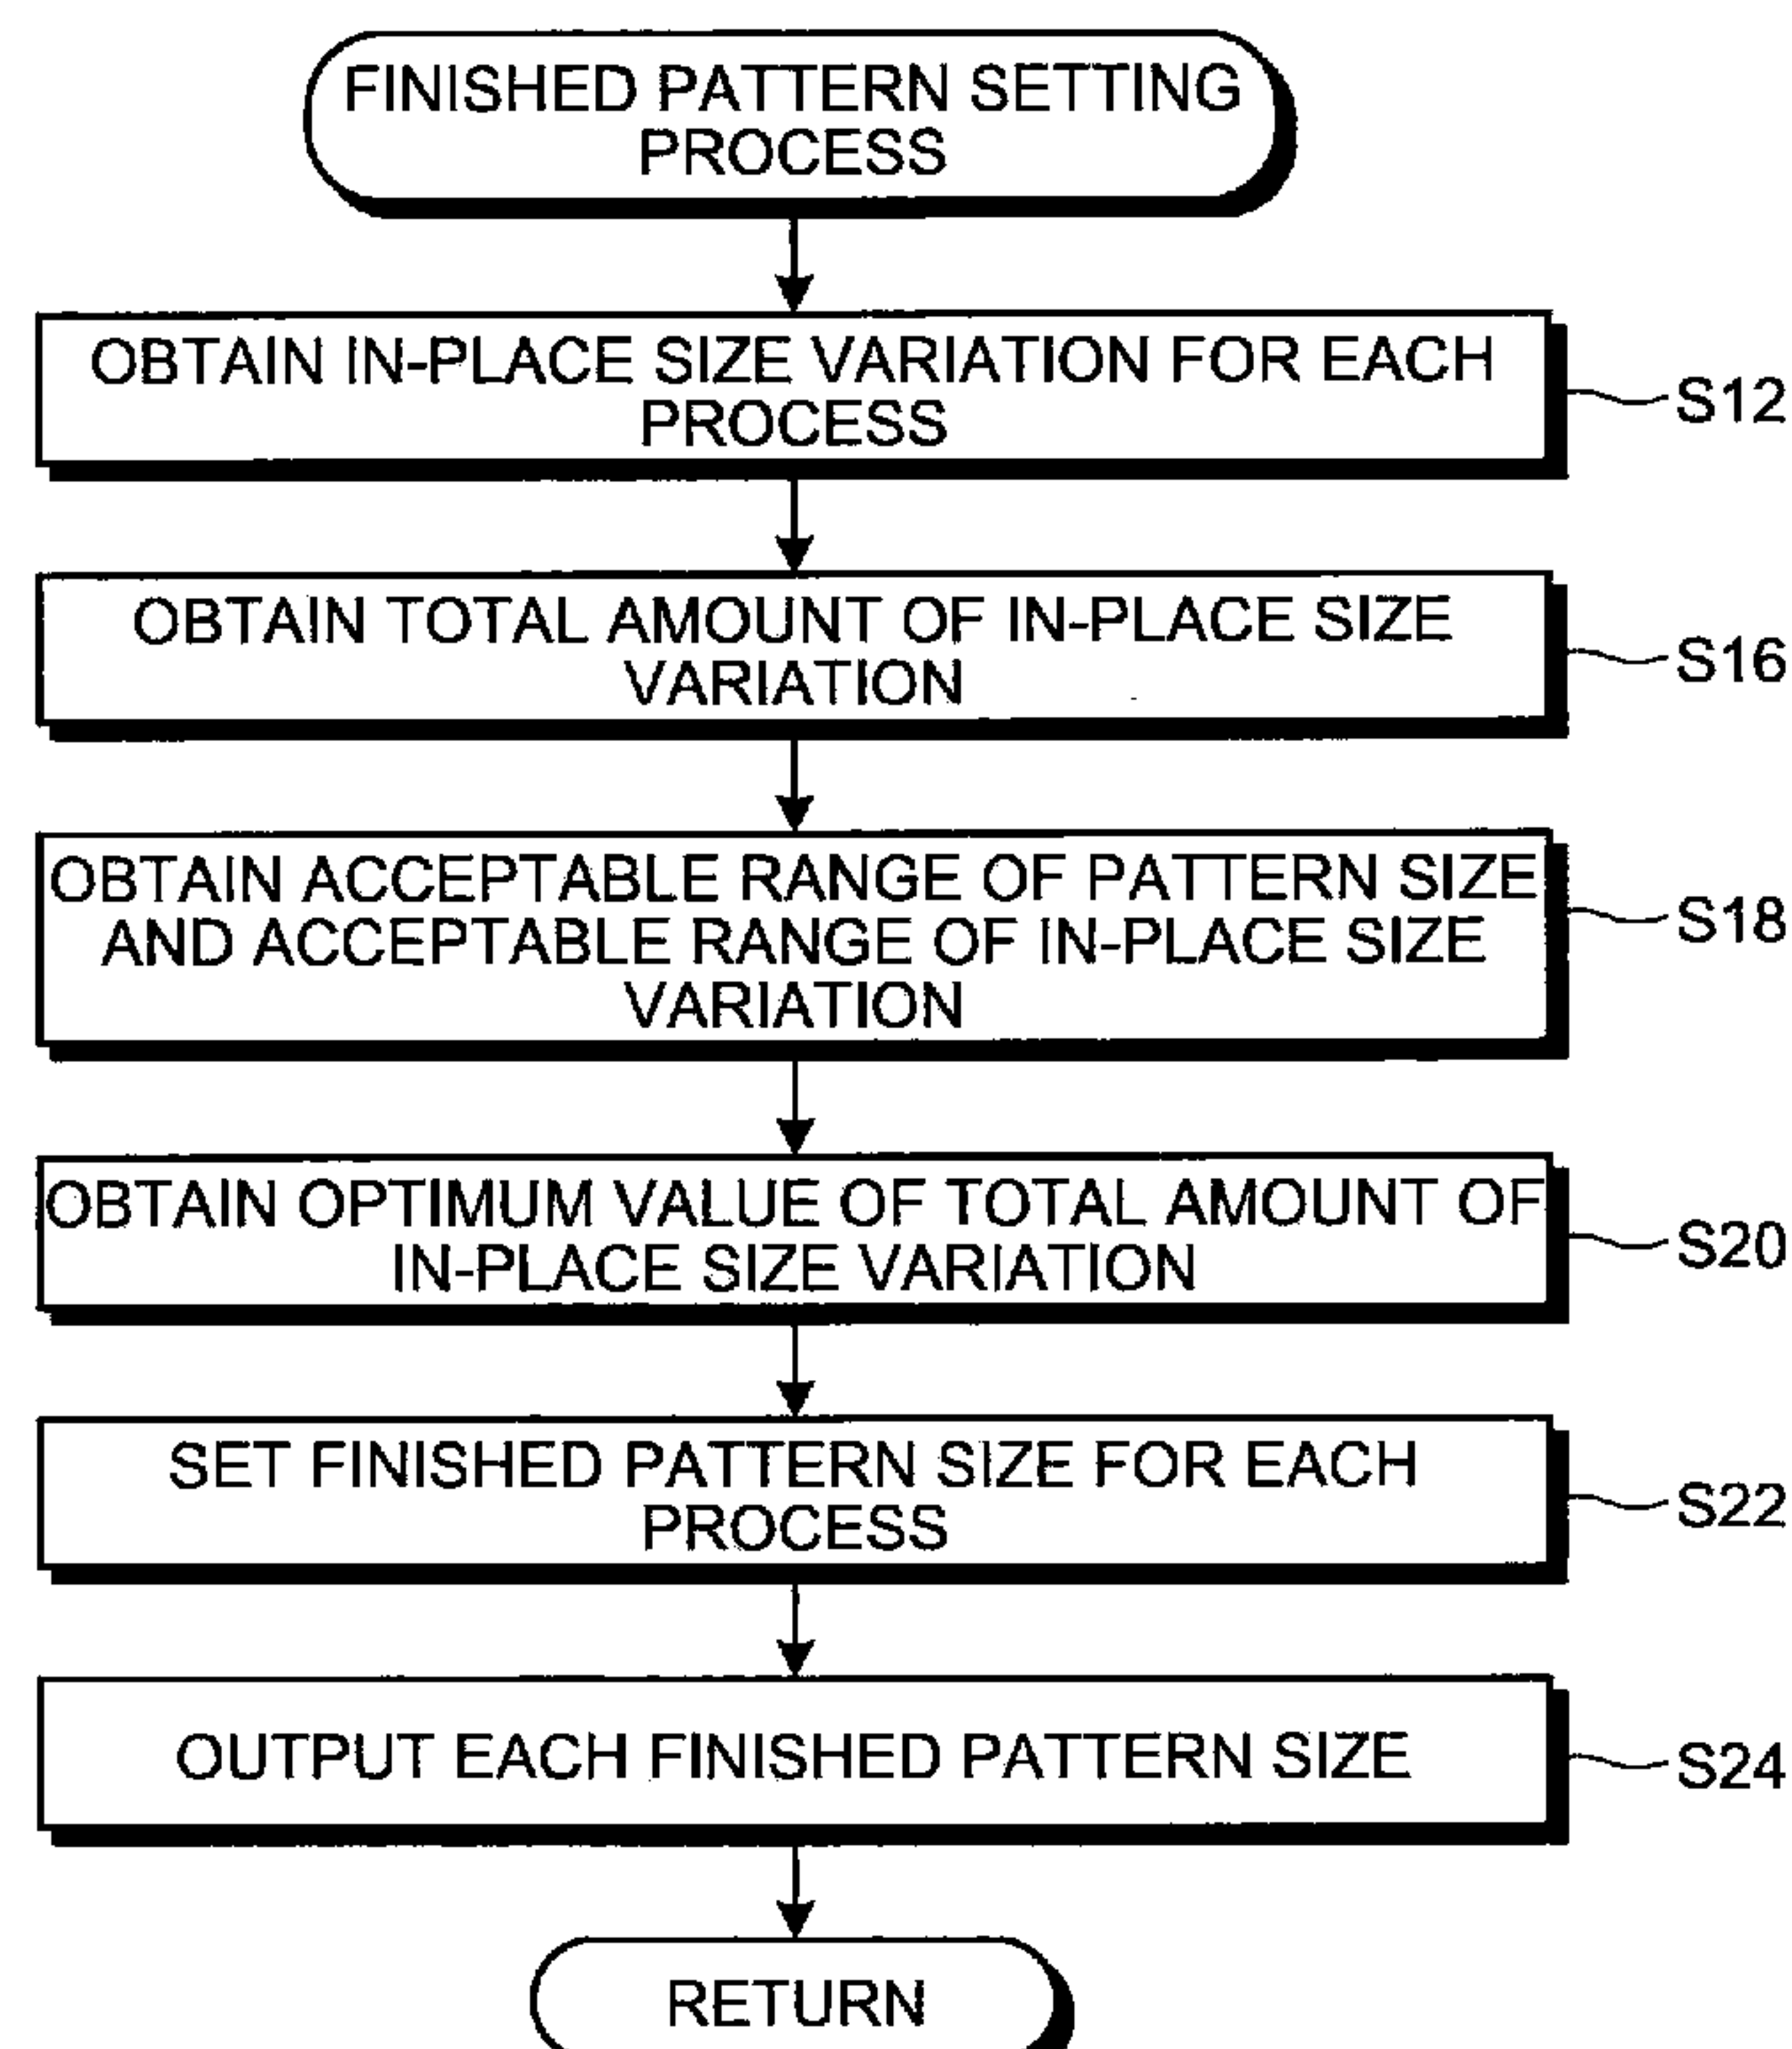 FINISHED PATTERN SETTING
PROCESS
OBTAIN IN-PLACE SIZE VARIATION FOR EACH
PROCESS
S12
OBTAIN TOTAL AMOUNT OF IN-PLACE SIZE
VARIATION
S16
OBTAIN ACCEPTABLE RANGE OF PATTERN SIZE
AND ACCEPTABLE RANGE OF IN-PLACE SIZE
VARIATION
S18
OBTAIN OPTIMUM VALUE OF TOTAL AMOUNT OF
IN-PLACE SIZE VARIATION
S20
SET FINISHED PATTERN SIZE FOR EACH
PROCESS
S22
OUTPUT EACH FINISHED PATTERN SIZE
S24
RETURN